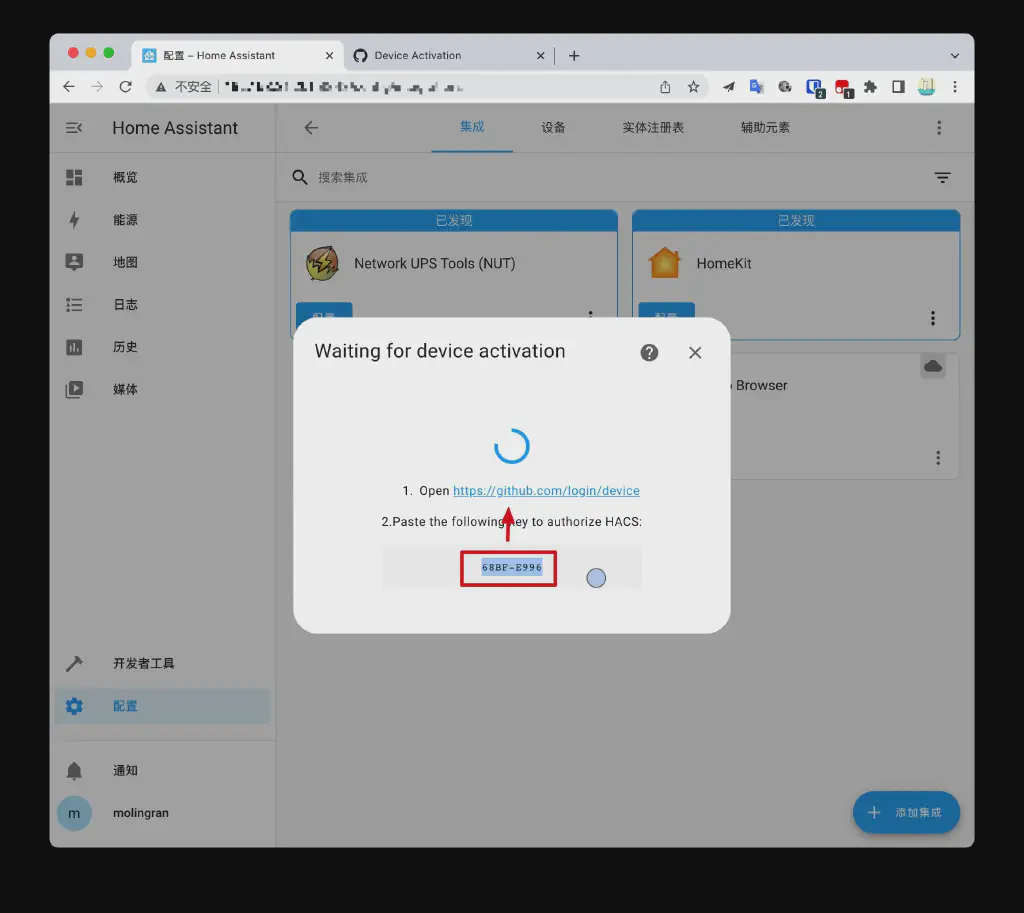 配置 – Home Assistant
Device Activation
不安全
2
1
Home Assistant
集成
设备
实体注册表
辅助元素
概览
搜索集成
能源
已发现
已发现
地图
Network UPS Tools (NUT)
HomeKit
日志
配置
配置
历史
Waiting for device activation
媒体
Browser
1. Open https://github.com/login/device
2.Paste the following key to authorize HACS:
68BF-E996
开发者工具
配置
通知
m
molingran
添加集成